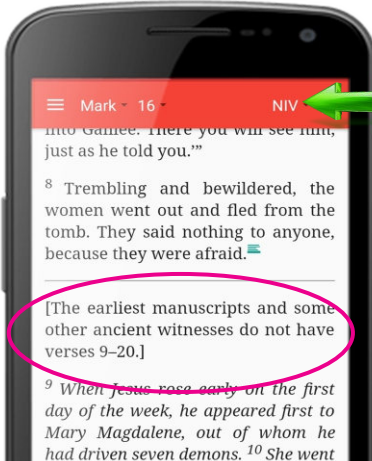 Mark 16 NIV
into Galilee. There you will see him,
just as he told you.’”
8 Trembling and bewildered, the
women went out and fled from the
tomb. They said nothing to anyone,
because they were afraid.
[The earliest manuscripts and some
other ancient witnesses do not have
verses 9–20.]
9 When Jesus rose early on the first
day of the week, he appeared first to
Mary Magdalene, out of whom he
had driven seven demons. 10 She went